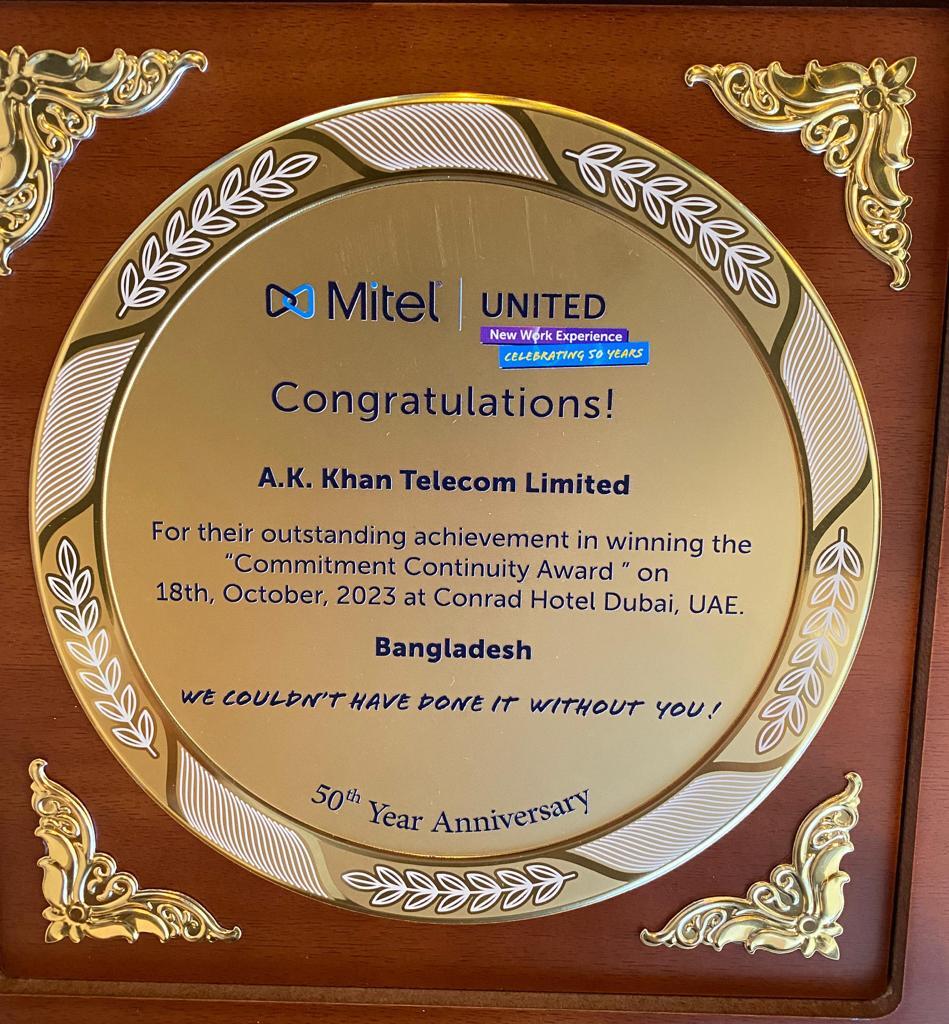 Mitel | UNITED
New Work Experience
CELEBRATING 50 YEARS
Congratulations!
A.K. Khan Telecom Limited
For their outstanding achievement in winning the
“Commitment Continuity Award ” on
18th, October, 2023 at Conrad Hotel Dubai, UAE.
Bangladesh
WE COULDN'T HAVE DONE IT WITHOUT YOU!
50th Year Anniversary